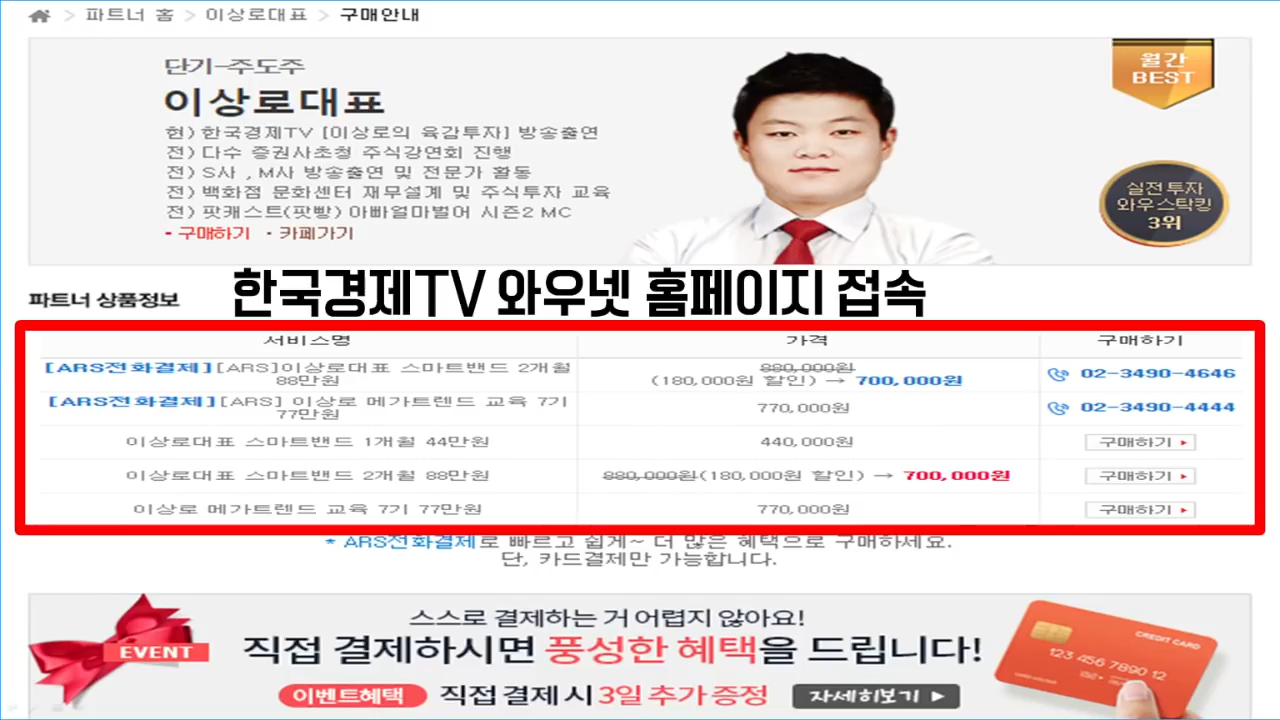 파트너 홈 > 이상로대표 > 구매안내
단기-주도주
이상로대표
현) 한국경제TV [이상로의 육감투자] 방송출연
전) 다수 증권사초청 주식강연회 진행
전) S사 , M사 방송출연 및 전문가 활동
전) 백화점 문화센터 재무설계 및 주식투자 교육
전) 팟캐스트(팟빵) 아빠얼마벌어 시즌2 MC
- 구매하기 · 카페가기
월간
BEST
실전 투자
와우 스탁킹
3위
파트너 상품정보
한국경제TV 와우넷 홈페이지 접속
서비스명 가격 구매하기
[ARS전화결제][ARS]이상로대표 스마트밴드 2개월
88만원
880,000원
(180,000원 할인) → 700,000원
02-3490-4646
[ARS전화결제][ARS] 이상로 메가트렌드 교육 7기
77만원
770,000원
02-3490-4444
이상로대표 스마트밴드 1개월 44만원 440,000원 구매하기
이상로대표 스마트밴드 2개월 88만원 880,000원(180,000원 할인) → 700,000원 구매하기
이상로 메가트렌드 교육 7기 77만원 770,000원 구매하기
* ARS전화결제로 빠르고 쉽게~ 더 많은 혜택으로 구매하세요.
단, 카드결제만 가능합니다.
EVENT
스스로 결제하는 거 어렵지 않아요!
직접 결제하시면 풍성한 혜택을 드립니다!
이벤트혜택 직접 결제 시 3일 추가 증정 자세히보기 ▶
CREDIT CARD
123 456 7890 12